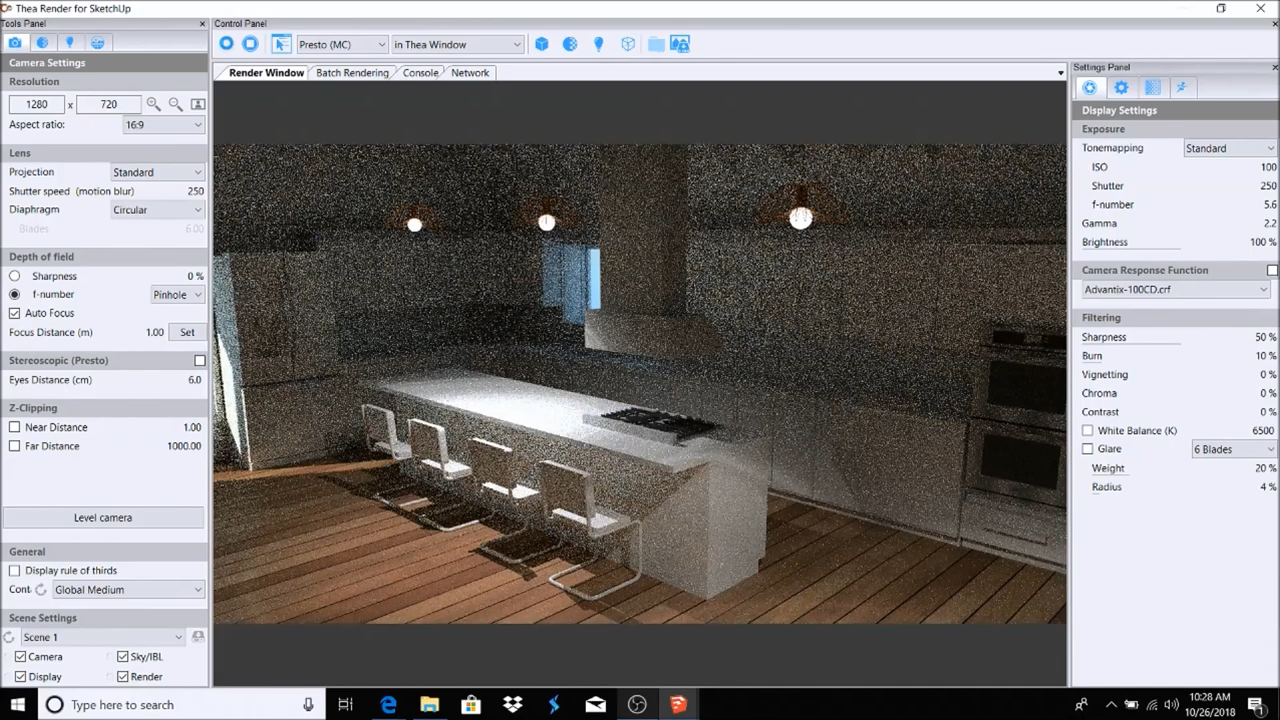 Thea Render for SketchUp
Tools Panel
Camera Settings
Resolution
1280 x 720
Aspect ratio: 16:9
Lens
Projection Standard
Shutter speed (motion blur) 250
Diaphragm Circular
Blades 6.00
Depth of field
Sharpness 0 %
f-number Pinhole
Auto Focus
Focus Distance (m) 1.00 Set
Stereoscopic (Presto)
Eyes Distance (cm) 6.0
Z-Clipping
Near Distance 1.00
Far Distance 1000.00
Level camera
General
Display rule of thirds
Cont Global Medium
Scene Settings
Scene 1
Camera Sky/IBL
Display Render
Control Panel
Presto (MC) in Thea Window
Render Window Batch Rendering Console Network
Settings Panel
Display Settings
Exposure
Tonemapping Standard
ISO 100
Shutter 250
f-number 5.6
Gamma 2.2
Brightness 100 %
Camera Response Function
Advantix-100CD.crf
Filtering
Sharpness 50 %
Burn 10 %
Vignetting 0 %
Chroma 0 %
Contrast 0 %
White Balance (K) 6500
Glare 6 Blades
Weight 20 %
Radius 4 %
Type here to search
10:28 AM
10/26/2018
1